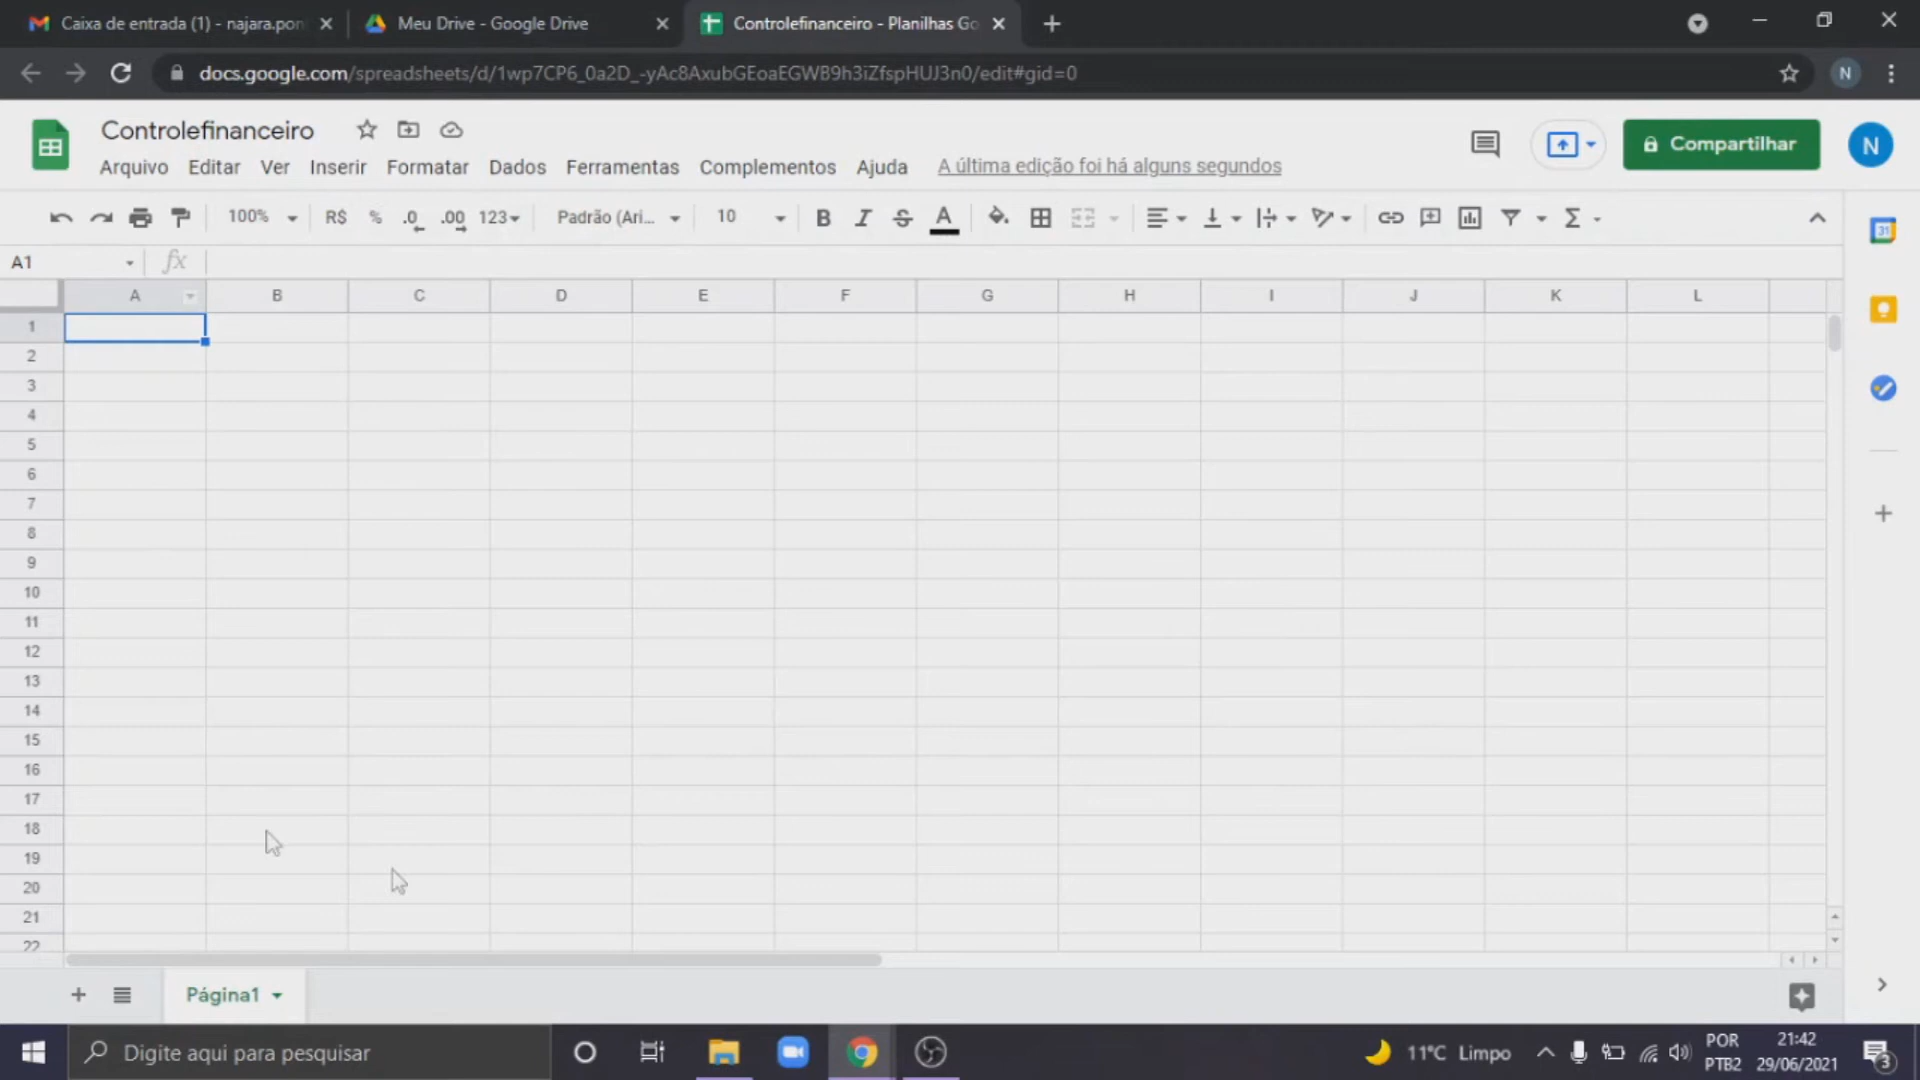 Caixa de entrada (1) - najara.pon
Meu Drive - Google Drive
Controlefinanceiro - Planilhas Go
docs.google.com/spreadsheets/d/1wp7CP6_0a2D_-yAc8AxubGEoaEGWB9h3iZfspHUJ3n0/edit#gid=0
N
Controlefinanceiro
Arquivo Editar Ver Inserir Formatar Dados Ferramentas Complementos Ajuda A última edição foi há alguns segundos
Compartilhar
N
100% R$ % .0 .00 123 Padrão (Ari... 10 B I S A Σ
31
A1 fx
A B C D E F G H I J K L
1
2
3
4
5
6
7
8
9
10
11
12
13
14
15
16
17
18
19
20
21
22
Página1
Digite aqui para pesquisar
11°C Limpo
POR
PTB2
21:42
29/06/2021
3